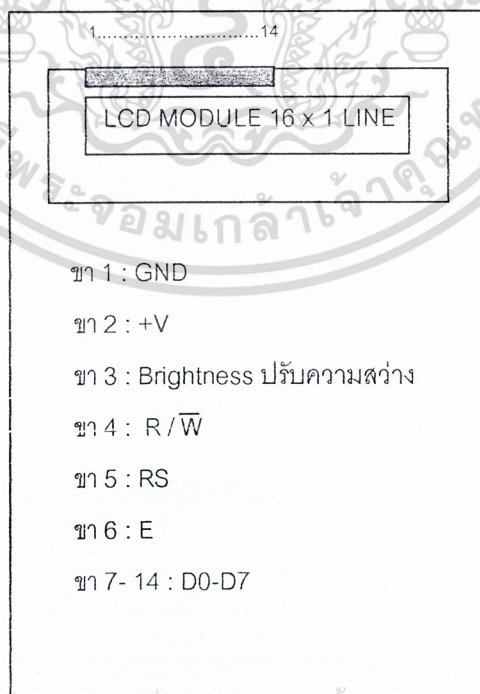 1..............................14
LCD MODULE 16 x 1 LINE
ขา 1 : GND
ขา 2 : +V
ขา 3 : Brightness ปรับความสว่าง
ขา 4 : R / W̅
ขา 5 : RS
ขา 6 : E
ขา 7- 14 : D0-D7